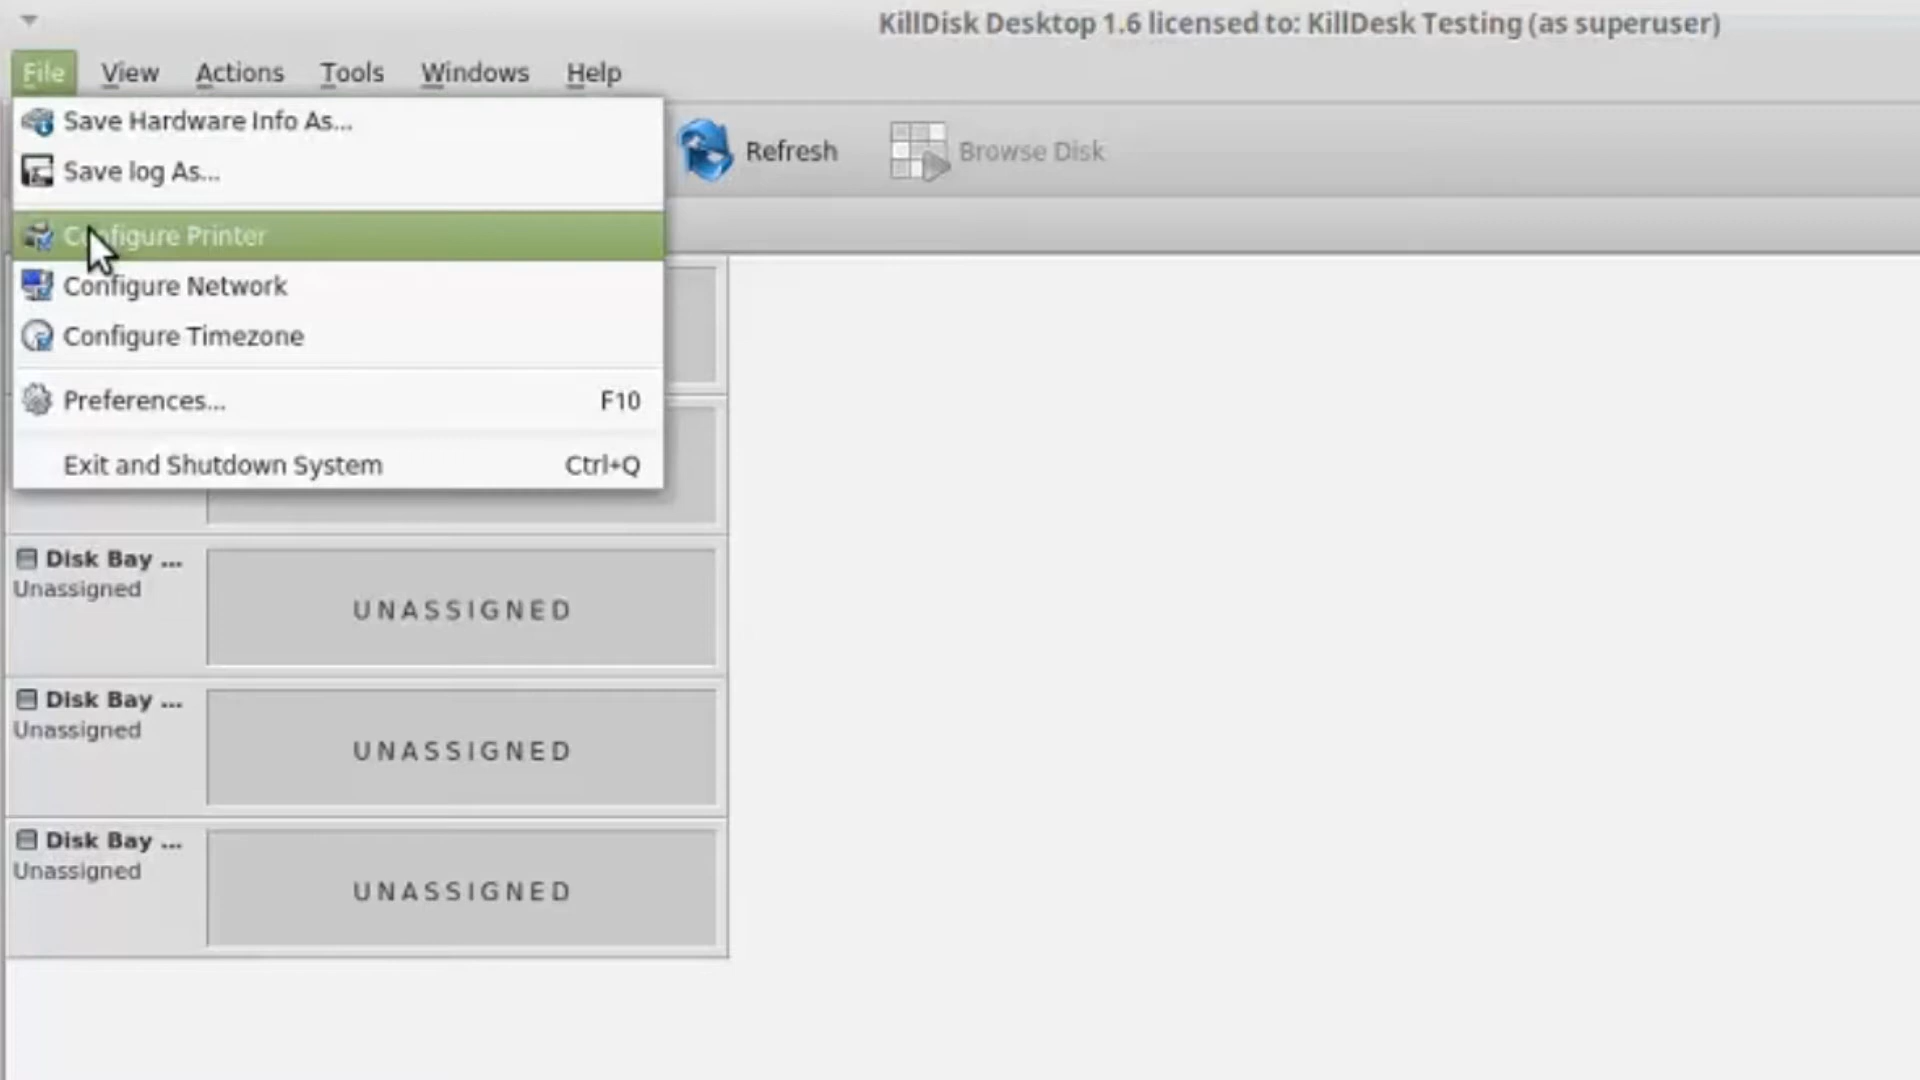 KillDisk Desktop 1.6 licensed to: KillDesk Testing (as superuser)
File View Actions Tools Windows Help
Save Hardware Info As...
Save log As...
Refresh
Browse Disk
Configure Printer
Configure Network
Configure Timezone
Preferences... F10
Exit and Shutdown System Ctrl+Q
Disk Bay ...
Unassigned
UNASSIGNED
Disk Bay ...
Unassigned
UNASSIGNED
Disk Bay ...
Unassigned
UNASSIGNED